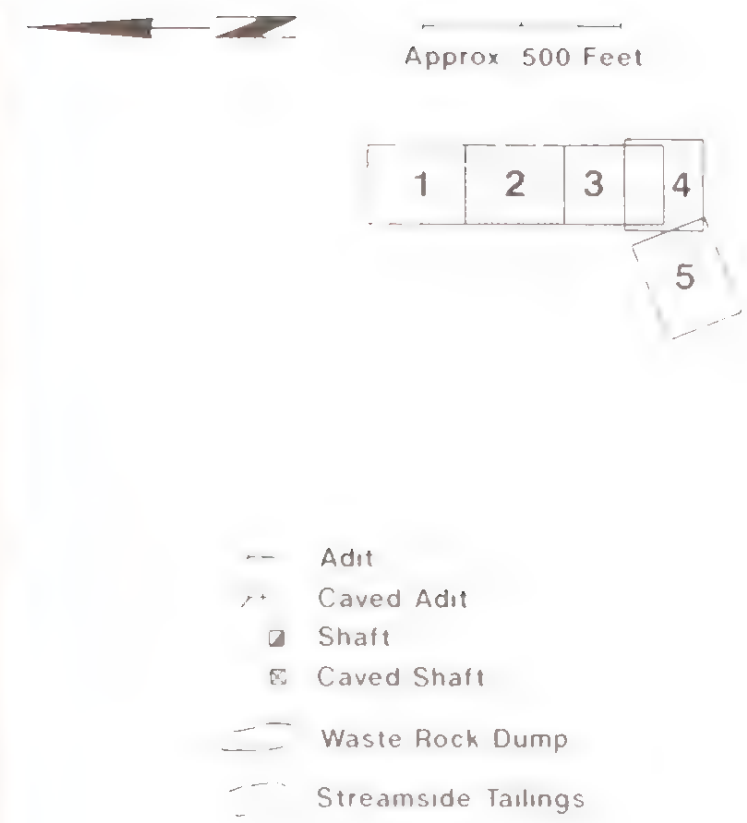 N
Approx 500 Feet
1 2 3 4
5
Adit
Caved Adit
Shaft
Caved Shaft
Waste Rock Dump
Streamside Tailings